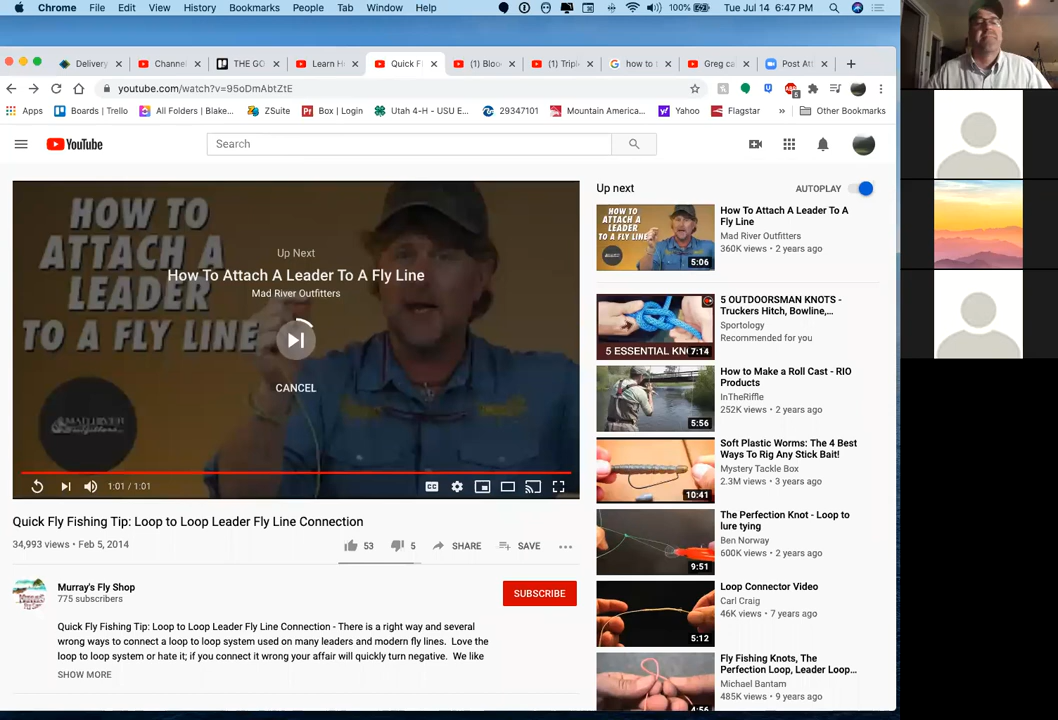 Chrome File Edit View History Bookmarks People Tab Window Help 100% Tue Jul 14 6:47 PM
Delivery Channel THE GO Learn H Quick F (1) Bloo (1) Tripl how to Greg ca Post Att
youtube.com/watch?v=95oDmAbtZtE
Apps Boards | Trello All Folders | Blake... ZSuite Box | Login Utah 4-H - USU E... 29347101 Mountain America... Yahoo Flagstar » Other Bookmarks
YouTube Search
HOW TO
ATTACH A
LEADER
TO A FLY LINE
Up Next
How To Attach A Leader To A Fly Line
Mad River Outfitters
CANCEL
MAD RIVER
outfitters
1:01 / 1:01
Quick Fly Fishing Tip: Loop to Loop Leader Fly Line Connection
34,993 views • Feb 5, 2014
53 5 SHARE SAVE
Murray's Fly Shop
775 subscribers
SUBSCRIBE
Quick Fly Fishing Tip: Loop to Loop Leader Fly Line Connection - There is a right way and several
wrong ways to connect a loop to loop system used on many leaders and modern fly lines. Love the
loop to loop system or hate it; if you connect it wrong your affair will quickly turn negative. We like
SHOW MORE
Up next AUTOPLAY
HOW TO
ATTACH A
LEADER
TO A FLY LINE
5:06
How To Attach A Leader To A
Fly Line
Mad River Outfitters
360K views • 2 years ago
5 ESSENTIAL KN
7:14
5 OUTDOORSMAN KNOTS -
Truckers Hitch, Bowline,...
Sportology
Recommended for you
5:56
How to Make a Roll Cast - RIO
Products
InTheRiffle
252K views • 2 years ago
10:41
Soft Plastic Worms: The 4 Best
Ways To Rig Any Stick Bait!
Mystery Tackle Box
2.3M views • 3 years ago
9:51
The Perfection Knot - Loop to
lure tying
Ben Norway
600K views • 2 years ago
5:12
Loop Connector Video
Carl Craig
46K views • 7 years ago
4:56
Fly Fishing Knots, The
Perfection Loop, Leader Loop...
Michael Bantam
485K views • 9 years ago